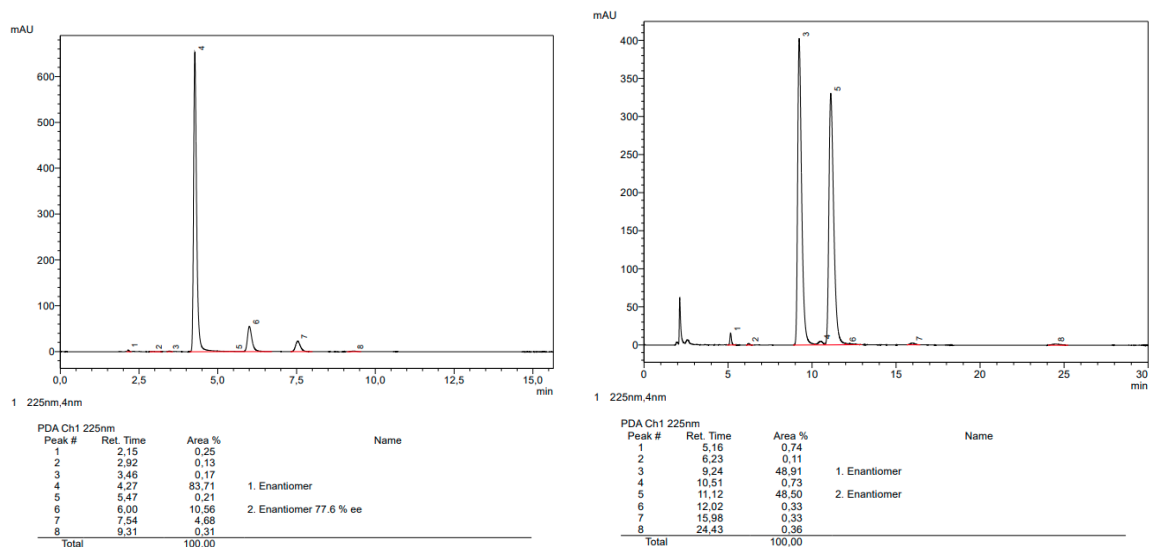 mAU
600
500
400
300
200
100
0
4
1
2
3
5
6
7
8
0,0 2,5 5,0 7,5 10,0 12,5 15,0
min
1 225nm,4nm
PDA Ch1 225nm
Peak # Ret. Time Area % Name
1 2,15 0,25
2 2,92 0,13
3 3,46 0,17
4 4,27 83,71 1. Enantiomer
5 5,47 0,21
6 6,00 10,56 2. Enantiomer 77.6 % ee
7 7,54 4,68
8 9,31 0,31
Total 100,00
mAU
400
350
300
250
200
150
100
50
0
3
5
1
2
4
6
7
8
0 5 10 15 20 25 30
min
1 225nm,4nm
PDA Ch1 225nm
Peak # Ret. Time Area % Name
1 5,16 0,74
2 6,23 0,11
3 9,24 48,91 1. Enantiomer
4 10,51 0,73
5 11,12 48,50 2. Enantiomer
6 12,02 0,33
7 15,98 0,33
8 24,43 0,36
Total 100,00